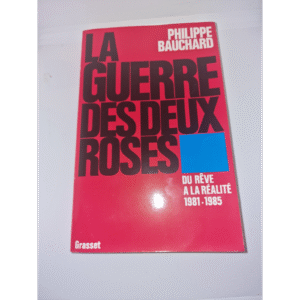 PHILIPPE
BAUCHARD
LA
GUERRE
DES DEUX
ROSES
DU RÊVE
A LA RÉALITÉ
1981-1985
Grasset